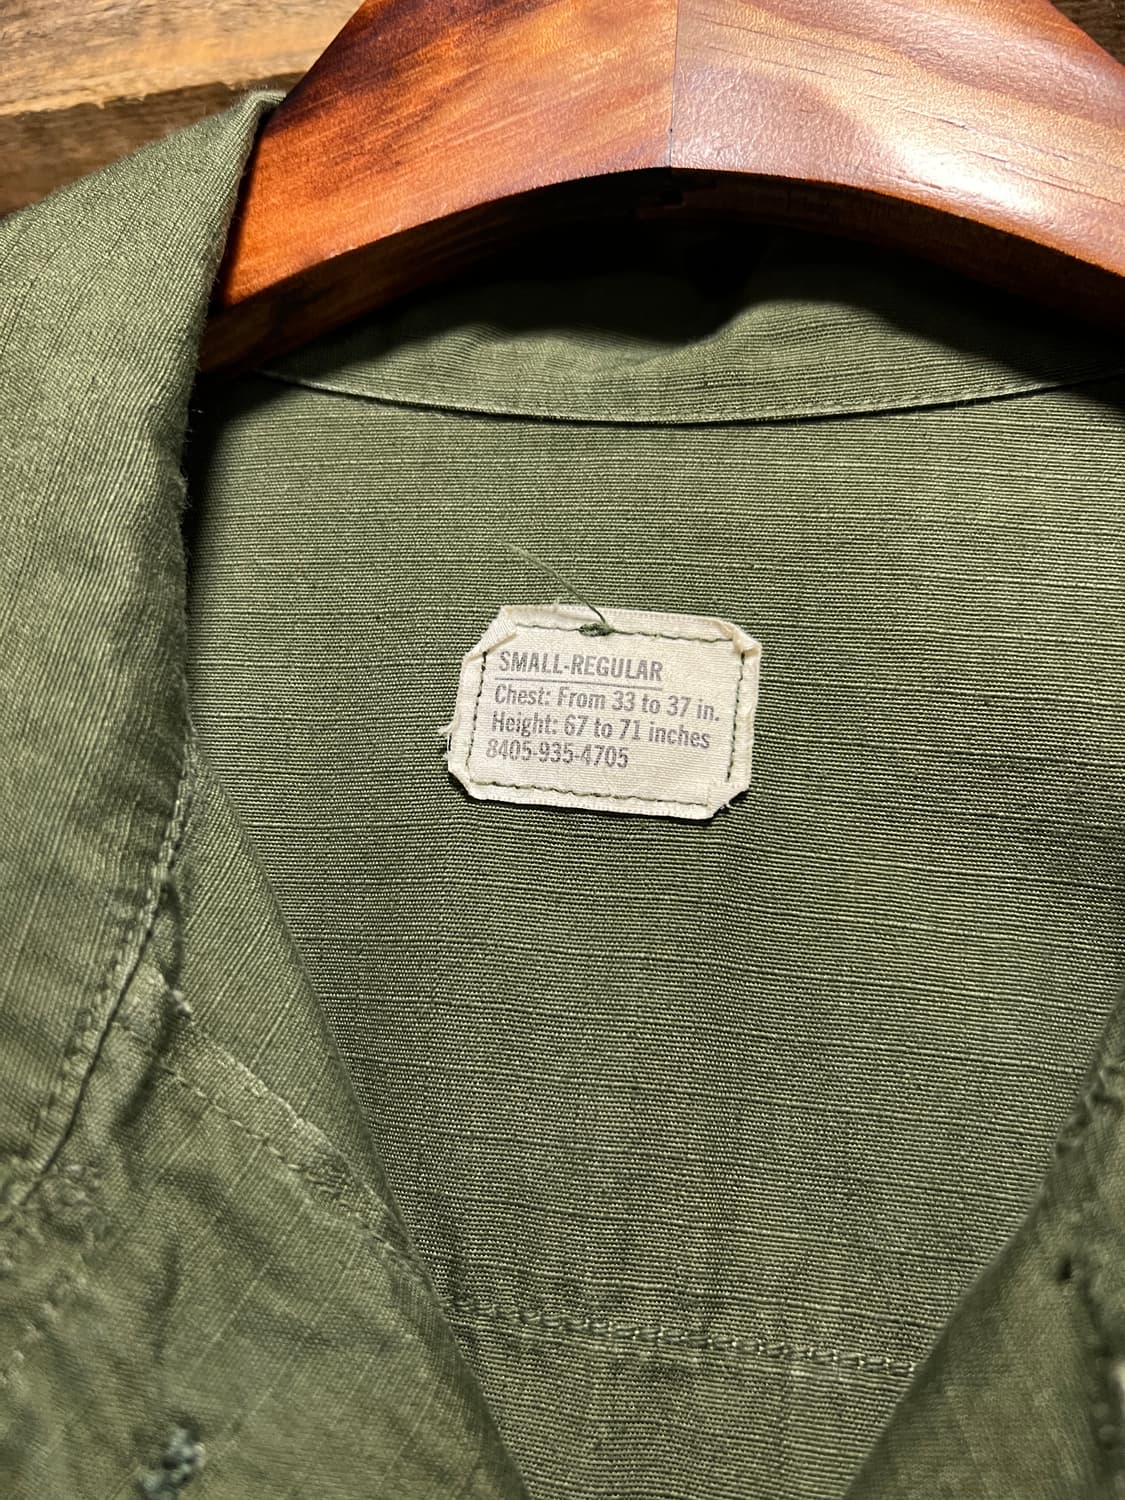 SMALL-REGULAR
Chest: From 33 to 37 in.
Height: 67 to 71 inches
8405-935-4705